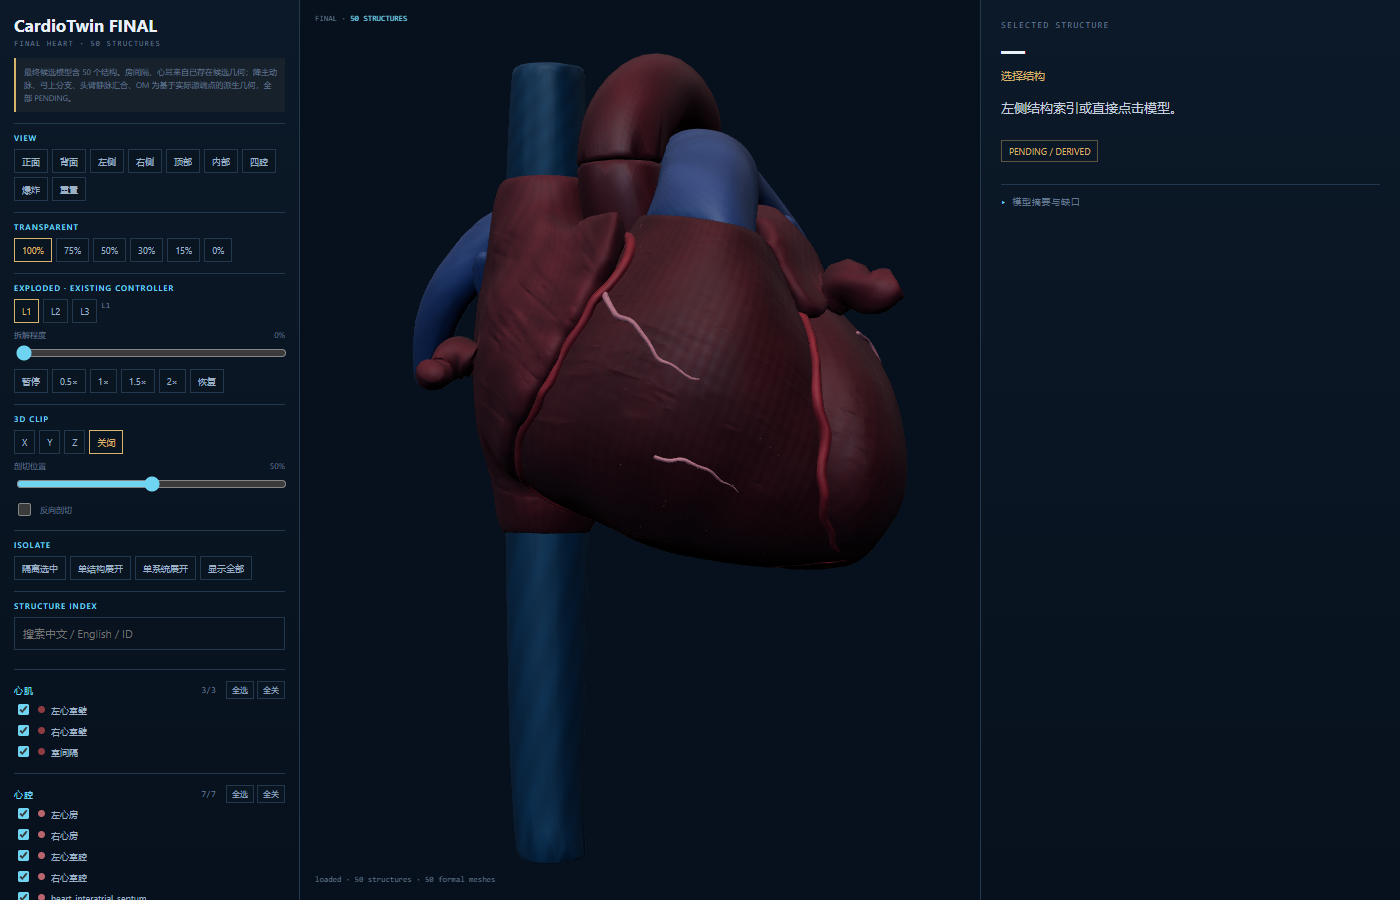 CardioTwin FINAL
FINAL HEART · 50 STRUCTURES
最终候选模型含 50 个结构。房间隔、心耳来自已存在候选几何；降主动
脉、弓上分支、头臂静脉汇合、OM 为基于实际源端点的派生几何，全
部 PENDING。
VIEW
正面 背面 左侧 右侧 顶部 内部 四腔
爆炸 重置
TRANSPARENT
100% 75% 50% 30% 15% 0%
EXPLODED · EXISTING CONTROLLER
L1 L2 L3 L1
拆解程度 0%
暂停 0.5× 1× 1.5× 2× 恢复
3D CLIP
X Y Z 关闭
剖切位置 50%
反向剖切
ISOLATE
隔离选中 单结构展开 单系统展开 显示全部
STRUCTURE INDEX
搜索中文 / English / ID
心肌 3/3 全选 全关
左心室壁
右心室壁
室间隔
心腔 7/7 全选 全关
左心房
右心房
左心室腔
右心室腔
heart_interatrial_septum
FINAL · 50 STRUCTURES
loaded · 50 structures · 50 formal meshes
SELECTED STRUCTURE
选择结构
左侧结构索引或直接点击模型。
PENDING / DERIVED
▸ 模型摘要与缺口